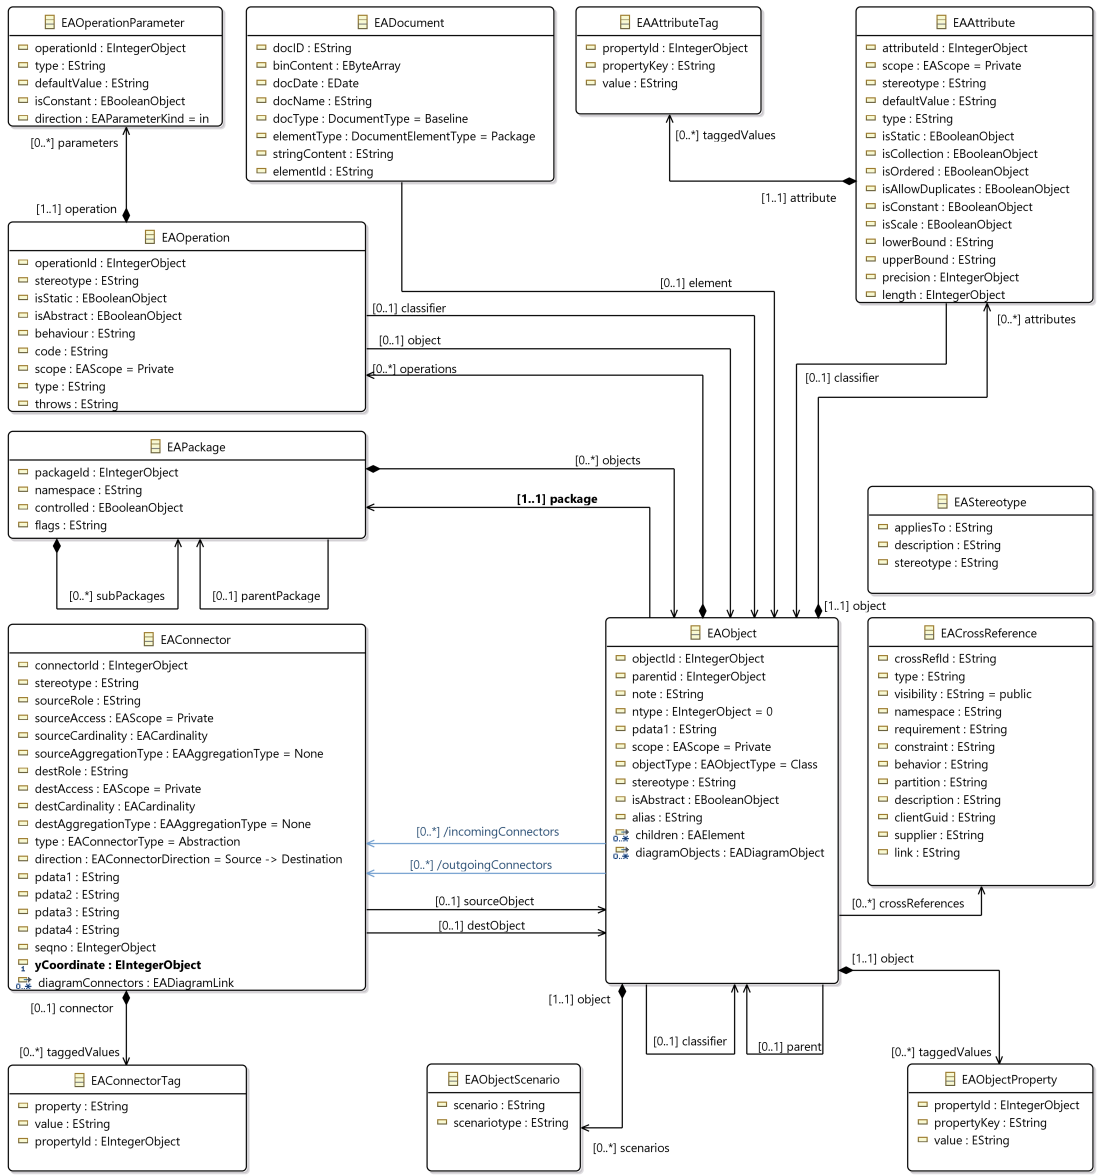 EAOperationParameter
operationId : EIntegerObject
type : EString
defaultValue : EString
isConstant : EBooleanObject
direction : EAParameterKind = in
EADocument
docID : EString
binContent : EByteArray
docDate : EDate
docName : EString
docType : DocumentType = Baseline
elementType : DocumentElementType = Package
stringContent : EString
elementId : EString
EAAttributeTag
propertyId : EIntegerObject
propertyKey : EString
value : EString
EAAttribute
attributeId : EIntegerObject
scope : EAScope = Private
stereotype : EString
defaultValue : EString
type : EString
isStatic : EBooleanObject
isCollection : EBooleanObject
isOrdered : EBooleanObject
isAllowDuplicates : EBooleanObject
isConstant : EBooleanObject
isScale : EBooleanObject
lowerBound : EString
upperBound : EString
precision : EIntegerObject
length : EIntegerObject
[0..*] parameters
[1..1] operation
[0..*] taggedValues
[1..1] attribute
EAOperation
operationId : EIntegerObject
stereotype : EString
isStatic : EBooleanObject
isAbstract : EBooleanObject
behaviour : EString
code : EString
scope : EAScope = Private
type : EString
throws : EString
[0..1] element
[0..1] classifier
[0..1] object
[0..*] operations
[0..*] attributes
[0..1] classifier
EAPackage
packageId : EIntegerObject
namespace : EString
controlled : EBooleanObject
flags : EString
[0..*] objects
[1..1] package
[0..*] subPackages
[0..1] parentPackage
EAStereotype
appliesTo : EString
description : EString
stereotype : EString
[1..1] object
EAConnector
connectorId : EIntegerObject
stereotype : EString
sourceRole : EString
sourceAccess : EAScope = Private
sourceCardinality : EACardinality
sourceAggregationType : EAAggregationType = None
destRole : EString
destAccess : EAScope = Private
destCardinality : EACardinality
destAggregationType : EAAggregationType = None
type : EAConnectorType = Abstraction
direction : EAConnectorDirection = Source -> Destination
pdata1 : EString
pdata2 : EString
pdata3 : EString
pdata4 : EString
seqno : EIntegerObject
1 yCoordinate : EIntegerObject
0..* diagramConnectors : EADiagramLink
[0..*] /incomingConnectors
[0..*] /outgoingConnectors
[0..1] sourceObject
[0..1] destObject
EAObject
objectId : EIntegerObject
parentid : EIntegerObject
note : EString
ntype : EIntegerObject = 0
pdata1 : EString
scope : EAScope = Private
objectType : EAObjectType = Class
stereotype : EString
isAbstract : EBooleanObject
alias : EString
0..* children : EAElement
0..* diagramObjects : EADiagramObject
EACrossReference
crossRefId : EString
type : EString
visibility : EString = public
namespace : EString
requirement : EString
constraint : EString
behavior : EString
partition : EString
description : EString
clientGuid : EString
supplier : EString
link : EString
[0..*] crossReferences
[1..1] object
[0..*] taggedValues
[0..1] connector
[0..*] taggedValues
[1..1] object
[0..1] classifier
[0..1] parent
EAConnectorTag
property : EString
value : EString
propertyId : EIntegerObject
EAObjectScenario
scenario : EString
scenariotype : EString
[0..*] scenarios
EAObjectProperty
propertyId : EIntegerObject
propertyKey : EString
value : EString